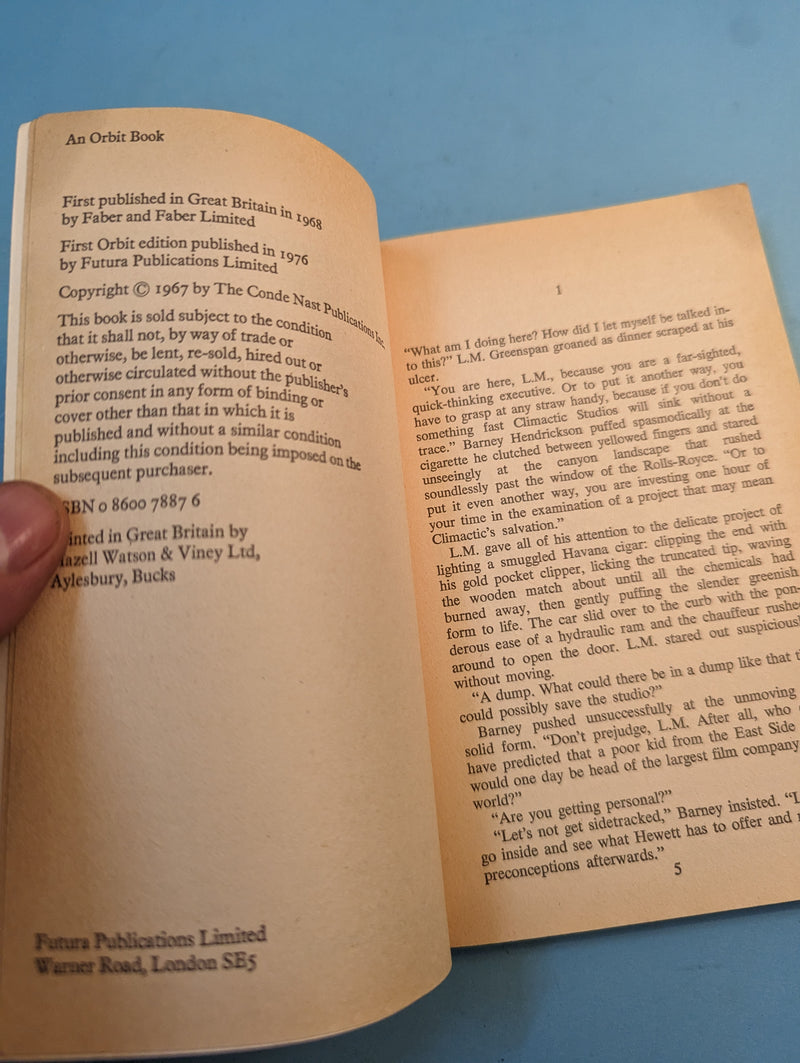 An Orbit Book
First published in Great Britain in 1968
by Faber and Faber Limited
First Orbit edition published in 1976
by Futura Publications Limited
Copyright © 1967 by The Conde Nast Publications Inc.
This book is sold subject to the condition
that it shall not, by way of trade or
otherwise, be lent, re-sold, hired out or
otherwise circulated without the publisher's
prior consent in any form of binding or
cover other than that in which it is
published and without a similar condition
including this condition being imposed on the
subsequent purchaser.
SBN 0 8600 7887 6
inted in Great Britain by
azell Watson & Viney Ltd,
Aylesbury, Bucks
Futura Publications Limited
Warner Road, London SE5
1
“What am I doing here? How did I let myself be talked in-
to this?” L.M. Greenspan groaned as dinner scraped at his
ulcer.
“You are here, L.M., because you are a far-sighted,
quick-thinking executive. Or to put it another way, you
have to grasp at any straw handy, because if you don't do
something fast Climactic Studios will sink without a
trace.” Barney Hendrickson puffed spasmodically at the
cigarette he clutched between yellowed fingers and stared
unseeingly at the canyon landscape that rushed
soundlessly past the window of the Rolls-Royce. “Or to
put it even another way, you are investing one hour of
your time in the examination of a project that may mean
Climactic's salvation.”
L.M. gave all of his attention to the delicate project of
lighting a smuggled Havana cigar: clipping the end with
his gold pocket clipper, licking the truncated tip, waving
the wooden match about until all the chemicals had
burned away, then gently puffing the slender greenish
form to life. The car slid over to the curb with the pon-
derous ease of a hydraulic ram and the chauffeur rushe
around to open the door. L.M. stared out suspicious
without moving.
“A dump. What could there be in a dump like that t
could possibly save the studio?”
Barney pushed unsuccessfully at the unmoving
solid form. “Don't prejudge, L.M. After all, who
have predicted that a poor kid from the East Side
would one day be head of the largest film company
world?”
“Are you getting personal?”
“Let's not get sidetracked,” Barney insisted. “L
go inside and see what Hewett has to offer and
preconceptions afterwards.”
5